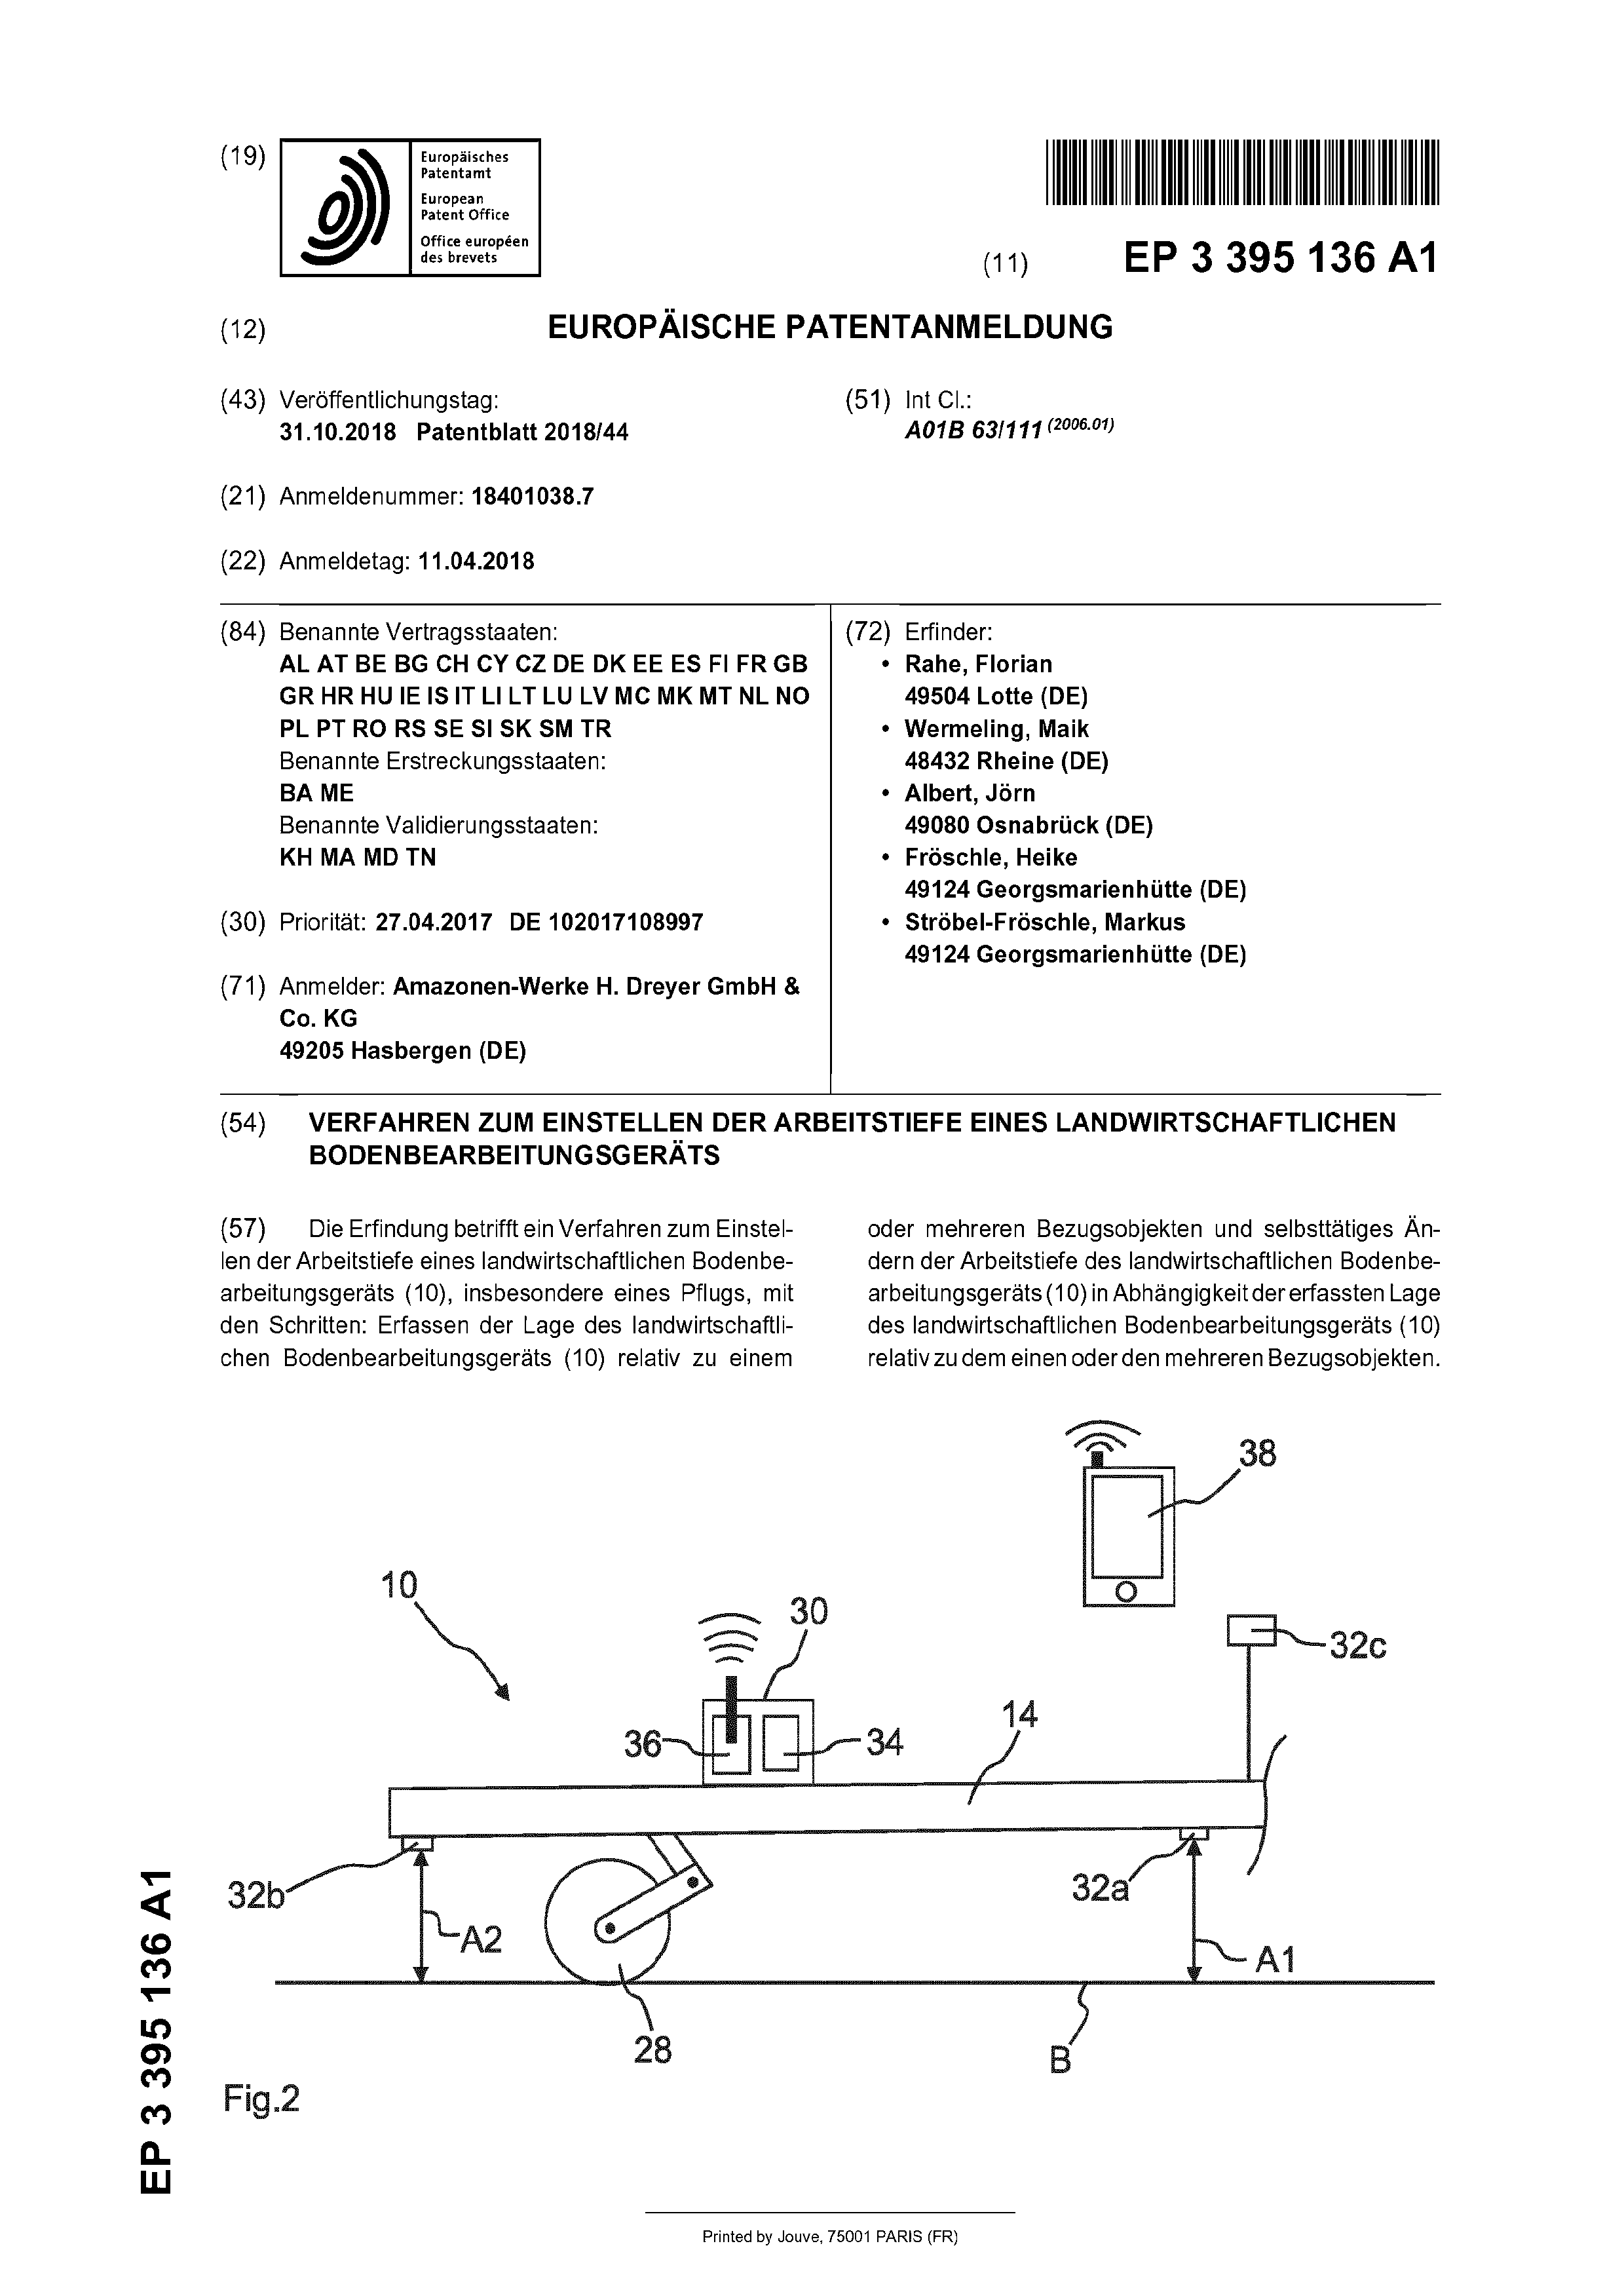 (19)
Europäisches
Patentamt
European
Patent Office
Office européen
des brevets
(11) EP 3 395 136 A1
(12) EUROPÄISCHE PATENTANMELDUNG
(43) Veröffentlichungstag:
31.10.2018 Patentblatt 2018/44
(51) Int Cl.:
A01B 63/111 (2006.01)
(21) Anmeldenummer: 18401038.7
(22) Anmeldetag: 11.04.2018
(84) Benannte Vertragsstaaten:
AL AT BE BG CH CY CZ DE DK EE ES FI FR GB
GR HR HU IE IS IT LI LT LU LV MC MK MT NL NO
PL PT RO RS SE SI SK SM TR
Benannte Erstreckungsstaaten:
BA ME
Benannte Validierungsstaaten:
KH MA MD TN
(30) Priorität: 27.04.2017 DE 102017108997
(71) Anmelder: Amazonen-Werke H. Dreyer GmbH &
Co. KG
49205 Hasbergen (DE)
(72) Erfinder:
• Rahe, Florian
49504 Lotte (DE)
• Wermeling, Maik
48432 Rheine (DE)
• Albert, Jörn
49080 Osnabrück (DE)
• Fröschle, Heike
49124 Georgsmarienhütte (DE)
• Ströbel-Fröschle, Markus
49124 Georgsmarienhütte (DE)
(54) VERFAHREN ZUM EINSTELLEN DER ARBEITSTIEFE EINES LANDWIRTSCHAFTLICHEN
BODENBEARBEITUNGSGERÄTS
(57) Die Erfindung betrifft ein Verfahren zum Einstel-
len der Arbeitstiefe eines landwirtschaftlichen Bodenbe-
arbeitungsgeräts (10), insbesondere eines Pflugs, mit
den Schritten: Erfassen der Lage des landwirtschaftli-
chen Bodenbearbeitungsgeräts (10) relativ zu einem
oder mehreren Bezugsobjekten und selbsttätiges Än-
dern der Arbeitstiefe des landwirtschaftlichen Bodenbe-
arbeitungsgeräts (10) in Abhängigkeit der erfassten Lage
des landwirtschaftlichen Bodenbearbeitungsgeräts (10)
relativ zu dem einen oder den mehreren Bezugsobjekten.
38
10
30
32c
14
36
34
32b
32a
A2
A1
28
B
Fig.2
EP 3 395 136 A1
Printed by Jouve, 75001 PARIS (FR)